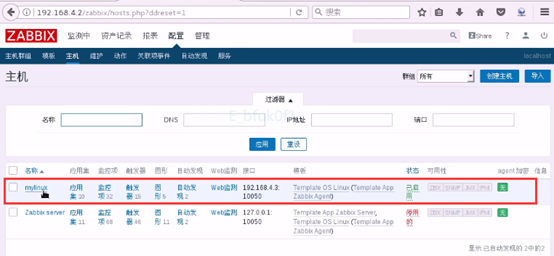 192.168.4.2/zabbix/hosts.php?ddreset=1
搜索
ZABBIX 监测中 资产记录 报表 配置 管理
Share
主机群组 模板 主机 维护 动作 关联项事件 自动发现 服务
localhost
主机
群组 所有 创建主机 导入
过滤器 ▲
名称 DNS IP地址 端口
应用 重设
名称 ▲ 应用集 监控项 触发器 图形 自动发现 Web监测 接口 模板 状态 可用性 agent 加密 信息
mylinux 应用集 10 监控项 32 触发器 15 图形 5 自动发现 2 Web监测 192.168.4.3: 10050 Template OS Linux (Template App Zabbix Agent) 已启用 ZBX SNMP JMX IPMI 无
Zabbix server 应用集 11 监控项 触发器 图形 11 自动发现 2 Web监测 127.0.0.1: 10050 Template App Zabbix Server, Template OS Linux (Template App Zabbix Agent) 停用的 ZBX SNMP JMX IPMI 无
显示 已自动发现的 2中的2